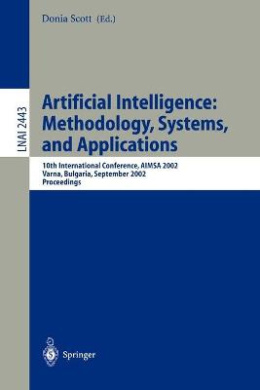 Donia Scott (Ed.)
LNAI 2443
Artificial Intelligence:
Methodology, Systems,
and Applications
10th International Conference, AIMSA 2002
Varna, Bulgaria, September 2002
Proceedings
Springer